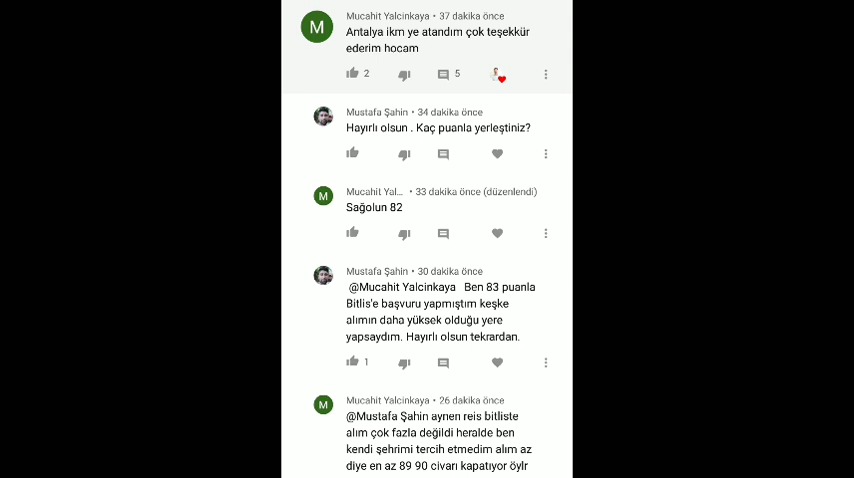 Mucahit Yalcinkaya • 37 dakika önce
Antalya ikm ye atandım çok teşekkür
ederim hocam
2
5
Mustafa Şahin • 34 dakika önce
Hayırlı olsun . Kaç puanla yerleştiniz?
Mucahit Yal... • 33 dakika önce (düzenlendi)
Sağolun 82
Mustafa Şahin • 30 dakika önce
@Mucahit Yalcinkaya Ben 83 puanla
Bitlis'e başvuru yapmıştım keşke
alımın daha yüksek olduğu yere
yapsaydım. Hayırlı olsun tekrardan.
1
Mucahit Yalcinkaya • 26 dakika önce
@Mustafa Şahin aynen reis bitliste
alım çok fazla değildi heralde ben
kendi şehrimi tercih etmedim alım az
diye en az 89 90 civarı kapatıyor öylr
M
M
M